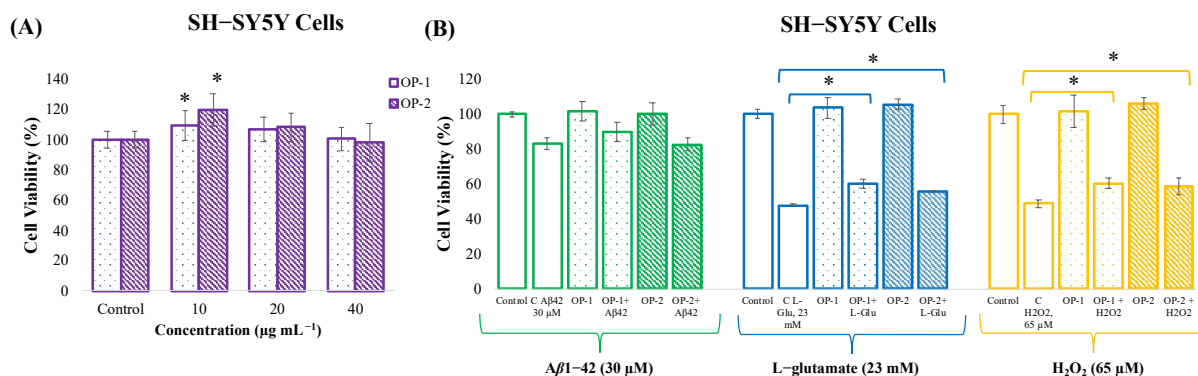 (A)
SH−SY5Y Cells
Cell Viability (%)
140
120
100
80
60
40
20
0
* *
OP-1
OP-2
Control 10 20 40
Concentration (µg mL⁻¹)
(B)
SH−SY5Y Cells
Cell Viability (%)
120
100
80
60
40
20
0
* *
* *
Control
C Aβ42
30 µM
OP-1
OP-1+
Aβ42
OP-2
OP-2+
Aβ42
Control
C L-
Glu, 23
mM
OP-1
OP-1+
L-Glu
OP-2
OP-2+
L-Glu
Control
C
H2O2,
65 µM
OP-1
OP-1 +
H2O2
OP-2
OP-2 +
H2O2
Aβ1−42 (30 µM)
L−glutamate (23 mM)
H₂O₂ (65 µM)